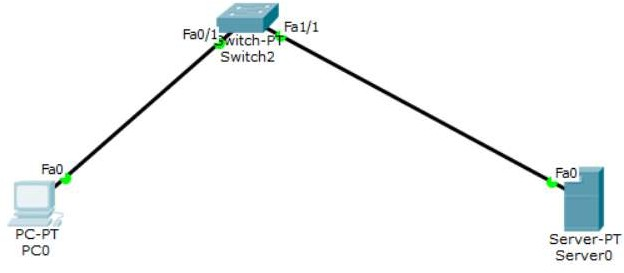 Fa0/1
Fa1/1
Switch-PT
Switch2
Fa0
PC-PT
PC0
Fa0
Server-PT
Server0